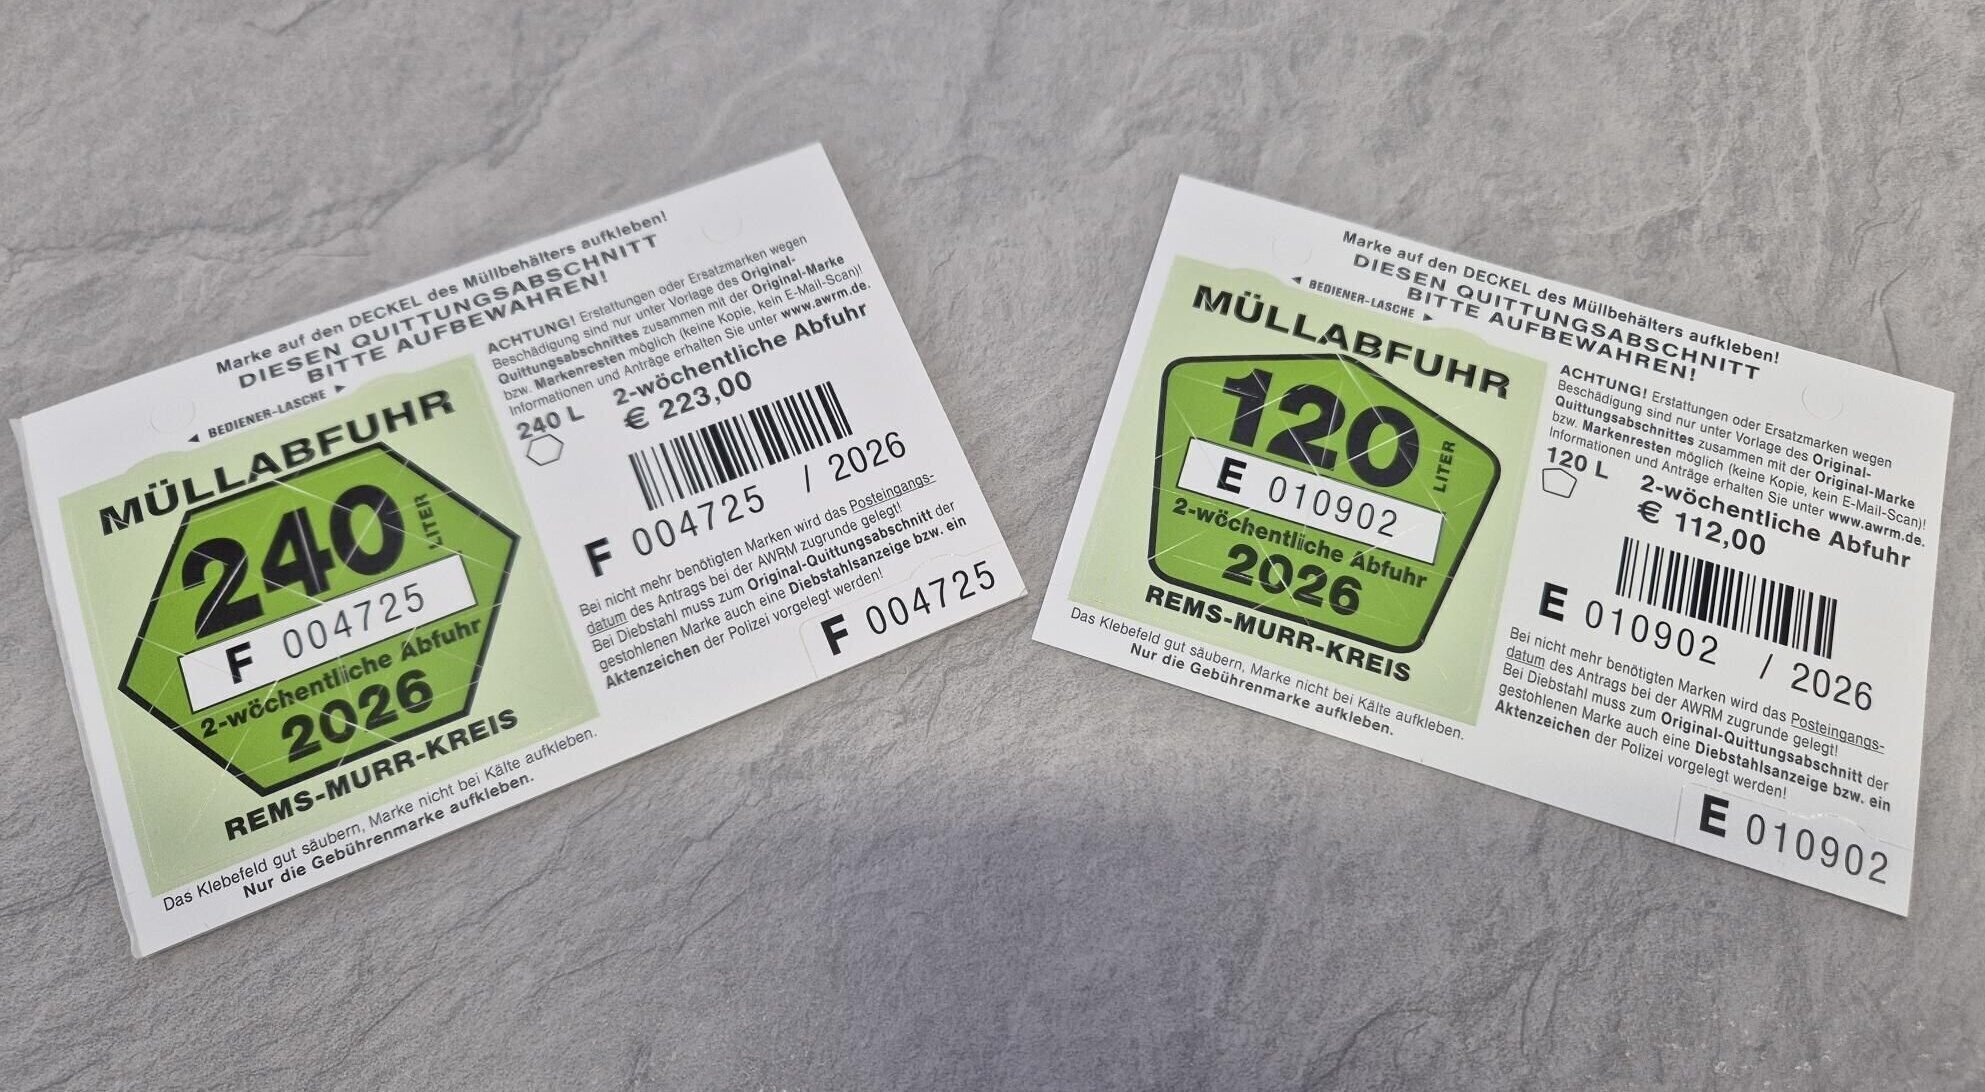 Marke auf den DECKEL des Müllbehälters aufkleben!
DIESEN QUITTUNGSABSCHNITT
BITTE AUFBEWAHREN!
◄ BEDIENER-LASCHE ►
MÜLLABFUHR
240
LITER
F 004725
2-wöchentliche Abfuhr
2026
REMS-MURR-KREIS
Das Klebefeld gut säubern, Marke nicht bei Kälte aufkleben.
Nur die Gebührenmarke aufkleben.
ACHTUNG! Erstattungen oder Ersatzmarken wegen
Beschädigung sind nur unter Vorlage des Original-
Quittungsabschnittes zusammen mit der Original-Marke
bzw. Markenresten möglich (keine Kopie, kein E-Mail-Scan)!
Informationen und Anträge erhalten Sie unter www.awrm.de.
240 L
2-wöchentliche Abfuhr
€ 223,00
F 004725 / 2026
Bei nicht mehr benötigten Marken wird das Posteingangs-
datum des Antrags bei der AWRM zugrunde gelegt!
Bei Diebstahl muss zum Original-Quittungsabschnitt der
gestohlenen Marke auch eine Diebstahlsanzeige bzw. ein
Aktenzeichen der Polizei vorgelegt werden!
F 004725
Marke auf den DECKEL des Müllbehälters aufkleben!
DIESEN QUITTUNGSABSCHNITT
BITTE AUFBEWAHREN!
◄ BEDIENER-LASCHE ►
MÜLLABFUHR
120
LITER
E 010902
2-wöchentliche Abfuhr
2026
REMS-MURR-KREIS
Das Klebefeld gut säubern, Marke nicht bei Kälte aufkleben.
Nur die Gebührenmarke aufkleben.
ACHTUNG! Erstattungen oder Ersatzmarken wegen
Beschädigung sind nur unter Vorlage des Original-
Quittungsabschnittes zusammen mit der Original-Marke
bzw. Markenresten möglich (keine Kopie, kein E-Mail-Scan)!
Informationen und Anträge erhalten Sie unter www.awrm.de.
120 L
2-wöchentliche Abfuhr
€ 112,00
E 010902 / 2026
Bei nicht mehr benötigten Marken wird das Posteingangs-
datum des Antrags bei der AWRM zugrunde gelegt!
Bei Diebstahl muss zum Original-Quittungsabschnitt der
gestohlenen Marke auch eine Diebstahlsanzeige bzw. ein
Aktenzeichen der Polizei vorgelegt werden!
E 010902